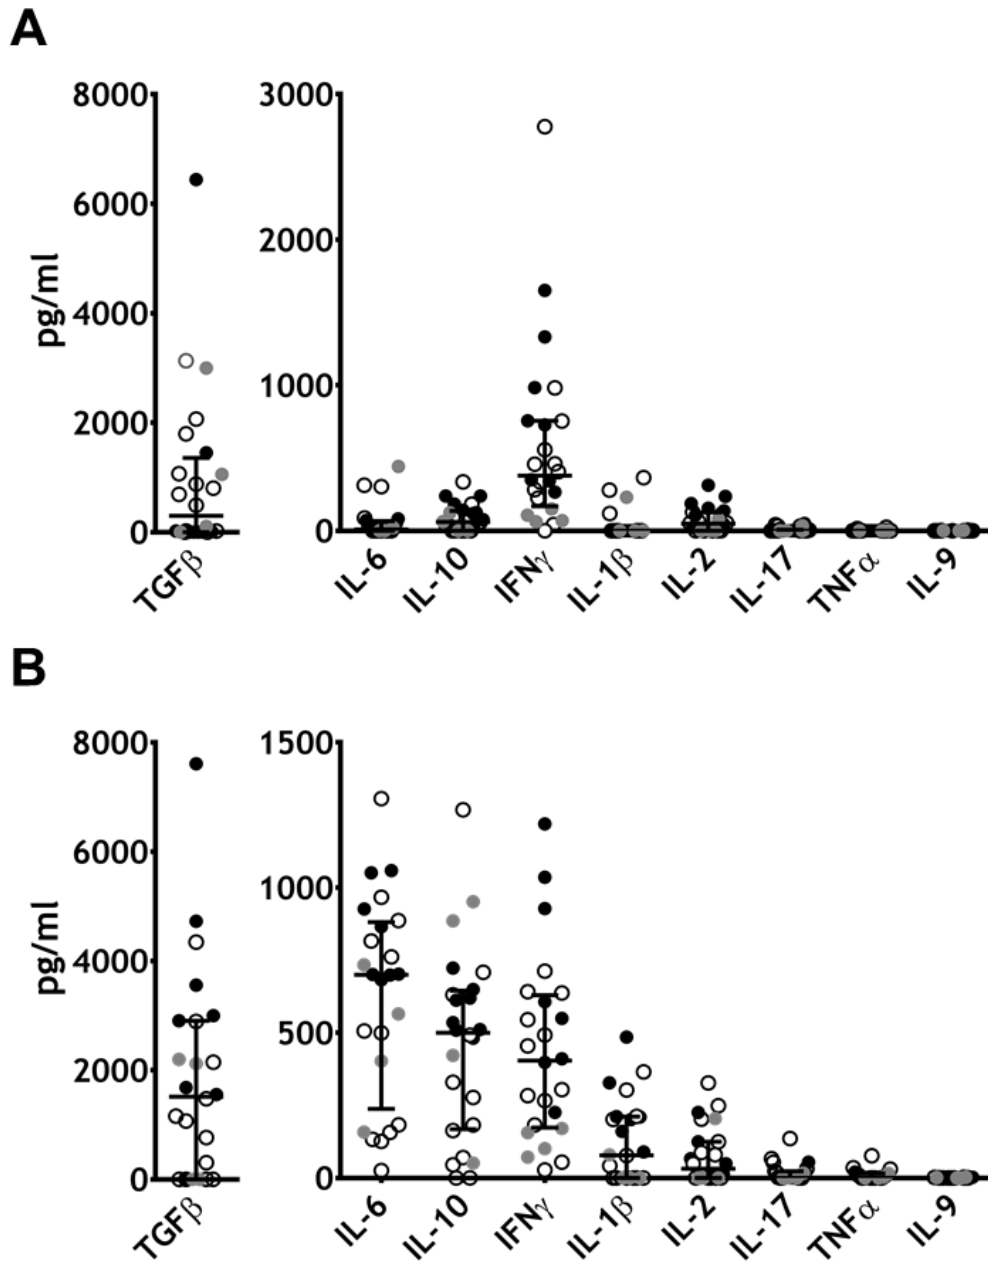 A
8000
6000
4000
2000
0
pg/ml
TGFβ
3000
2000
1000
0
IL-6
IL-10
IFNγ
IL-1β
IL-2
IL-17
TNFα
IL-9
B
8000
6000
4000
2000
0
pg/ml
TGFβ
1500
1000
500
0
IL-6
IL-10
IFNγ
IL-1β
IL-2
IL-17
TNFα
IL-9